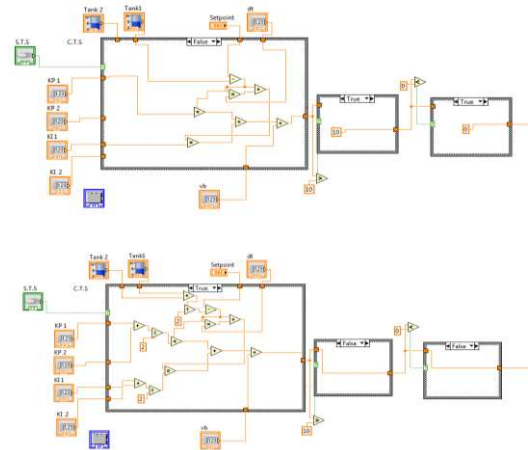 Tank 2
Tank1
Setpoint
dt
S.T.S
C.T.S
False
KP 1
KP 2
KI 1
KI 2
vb
True
True
10
10
0
0
Tank 2
Tank1
Setpoint
dt
S.T.S
C.T.S
True
KP 1
KP 2
KI 1
KI 2
vb
2
2
2
False
False
10
0